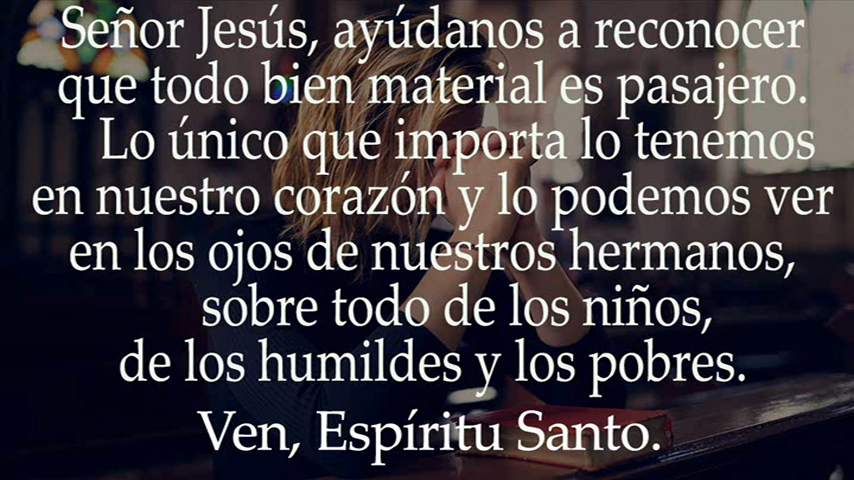 Señor Jesús, ayúdanos a reconocer
que todo bien material es pasajero.
Lo único que importa lo tenemos
en nuestro corazón y lo podemos ver
en los ojos de nuestros hermanos,
sobre todo de los niños,
de los humildes y los pobres.
Ven, Espíritu Santo.